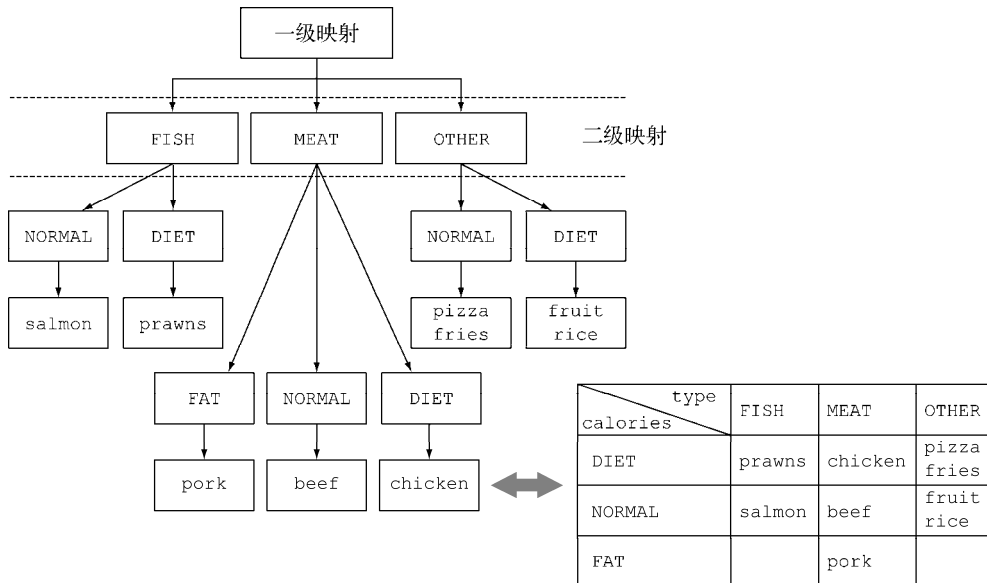 一级映射
FISH
MEAT
OTHER
二级映射
NORMAL
DIET
NORMAL
DIET
salmon
prawns
pizza
fries
fruit
rice
FAT
NORMAL
DIET
pork
beef
chicken
type
calories
FISH
MEAT
OTHER
DIET
prawns
chicken
pizza
fries
NORMAL
salmon
beef
fruit
rice
FAT
pork